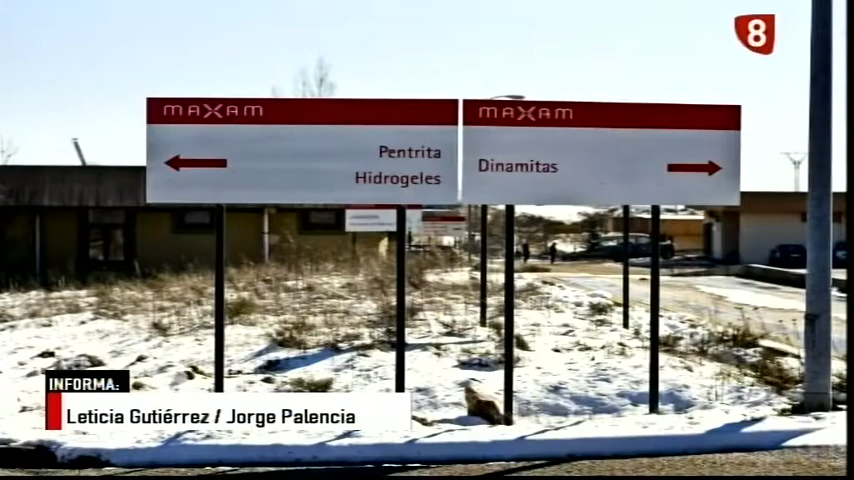 8
MAXAM
MAXAM
Pentrita
Hidrogeles
Dinamitas
INFORMA:
Leticia Gutiérrez / Jorge Palencia